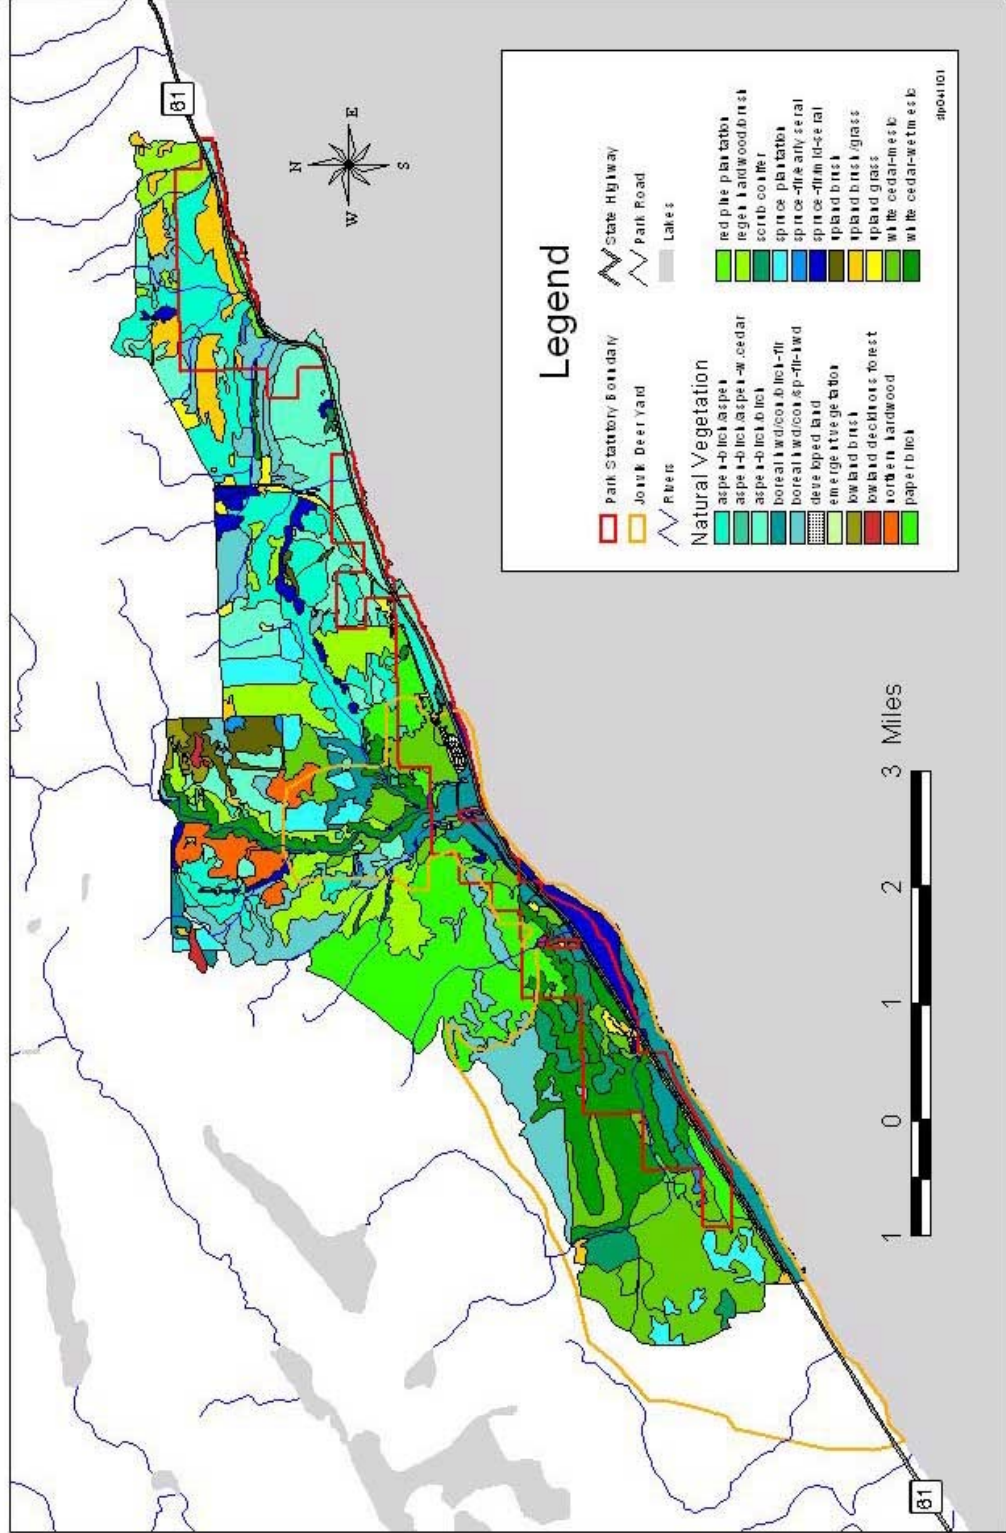 61
N
W E
S
Legend
Park Statutory Boundary
Jonvik Deer Yard
Rivers
State Highway
Park Road
Lakes
Natural Vegetation
aspen-birch/aspen
aspen-birch/aspen-w.cedar
aspen-birch/birch
boreal hwd/con/birch-fir
boreal hwd/con/sp-fir-hwd
developed land
emergent vegetation
lowland brush
lowland deciduous forest
northern hardwood
paper birch
red pine plantation
regen hardwood/brush
scrub conifer
spruce plantation
spruce-fir/early seral
spruce-fir/mid-seral
upland brush
upland brush/grass
upland grass
white cedar-mesic
white cedar-wet mesic
1 0 1 2 3 Miles
61